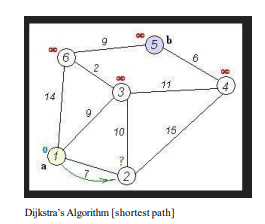 ∞ 9 ∞ 5 b
6 2 ∞ 6 ∞
3 11 4
14 9
10 15
0 ?
a 1 7 2
Dijkstra's Algorithm [shortest path]